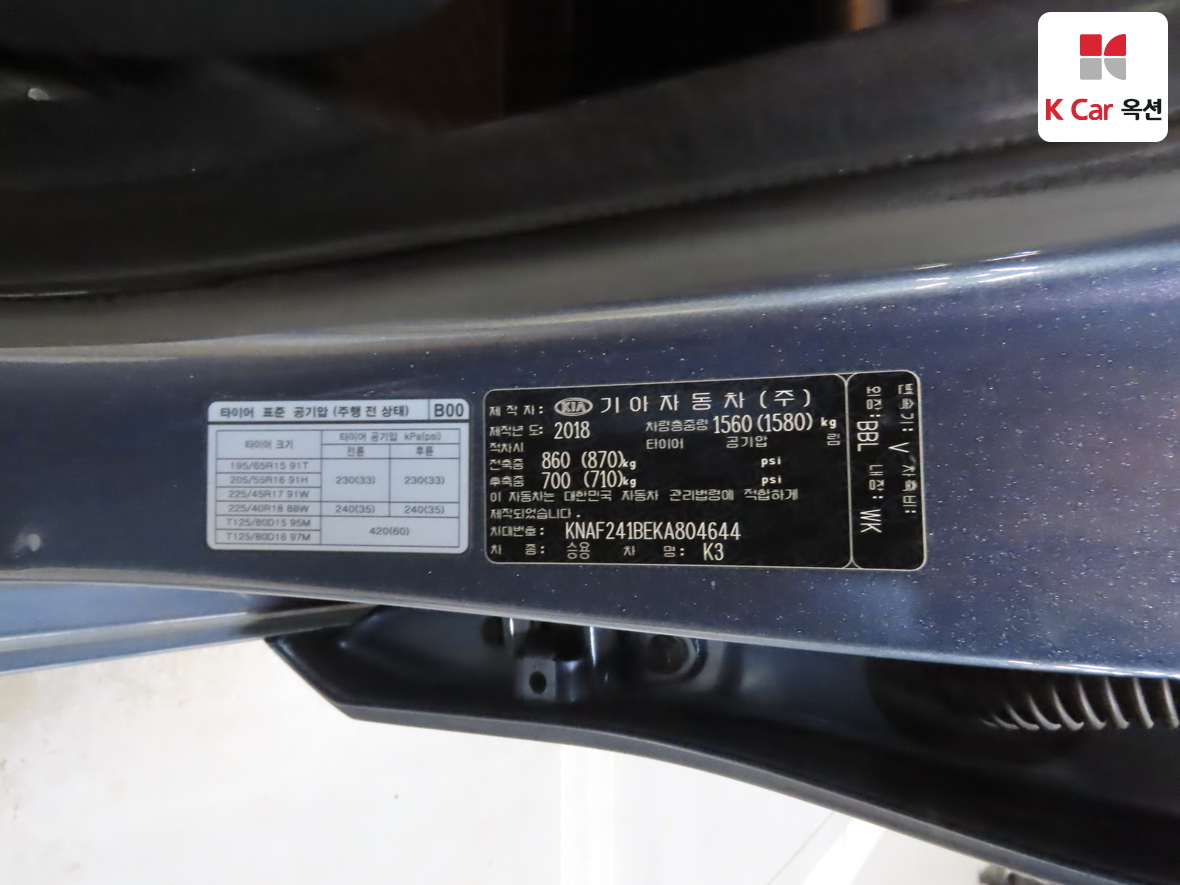 K Car 옥션
타이어 표준 공기압 (주행 전 상태) B00
타이어 크기 타이어 공기압 kPa(psi)
전륜 후륜
195/65R15 91T
205/55R16 91H 230(33) 230(33)
225/45R17 91W
225/40R18 88W 240(35) 240(35)
T125/80D15 95M 420(60)
T125/80D16 97M
제 작 자 : KIA 기 아 자 동 차 ( 주 )
제작년 도: 2018 차량총중량 1560 (1580) kg
적차시 타이어 공기압 림
전축중 860 (870)kg psi
후축중 700 (710)kg psi
이 자동차는 대한민국 자동차 관리법령에 적합하게
제작되었습니다 .
차대번호 : KNAF241BEKA804644
차 종 : 승용 차 명 : K3
변속기: V 저축비:
외장: BBL 내장: WK